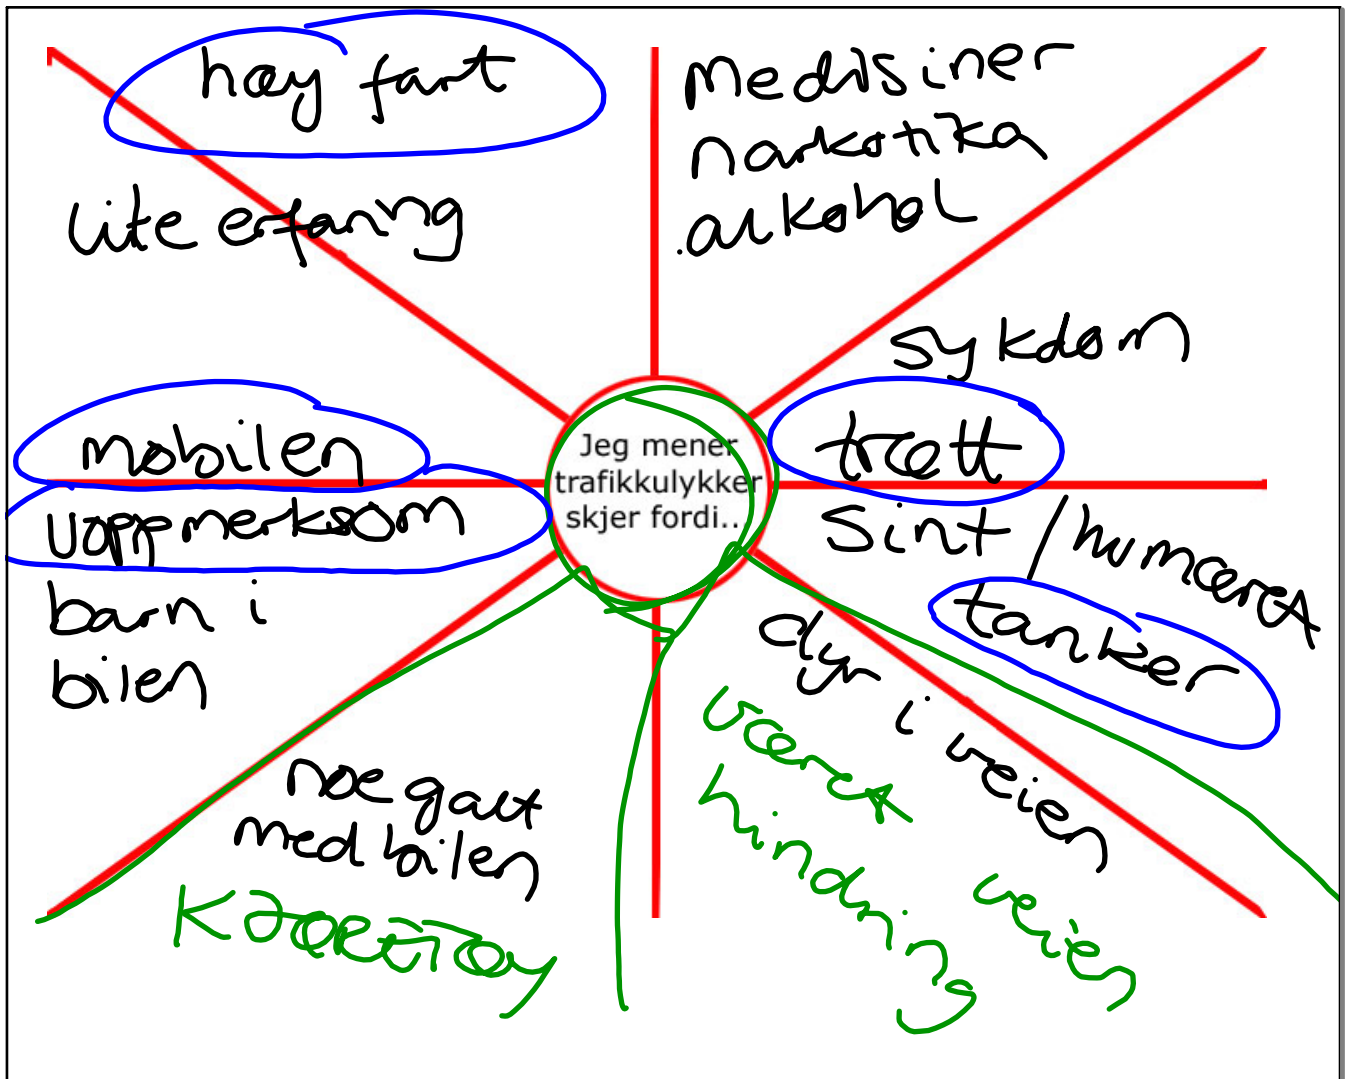 høy fart
lite erfaring
medisiner
narkotika
alkohol
sykdom
trøtt
sint / humøret
tanker
Jeg mener
trafikkulykker
skjer fordi...
mobilen
uoppmerksom
barn i
bilen
noe galt
med bilen
KJØRETØY
dyr i veien
været
hindring
veien